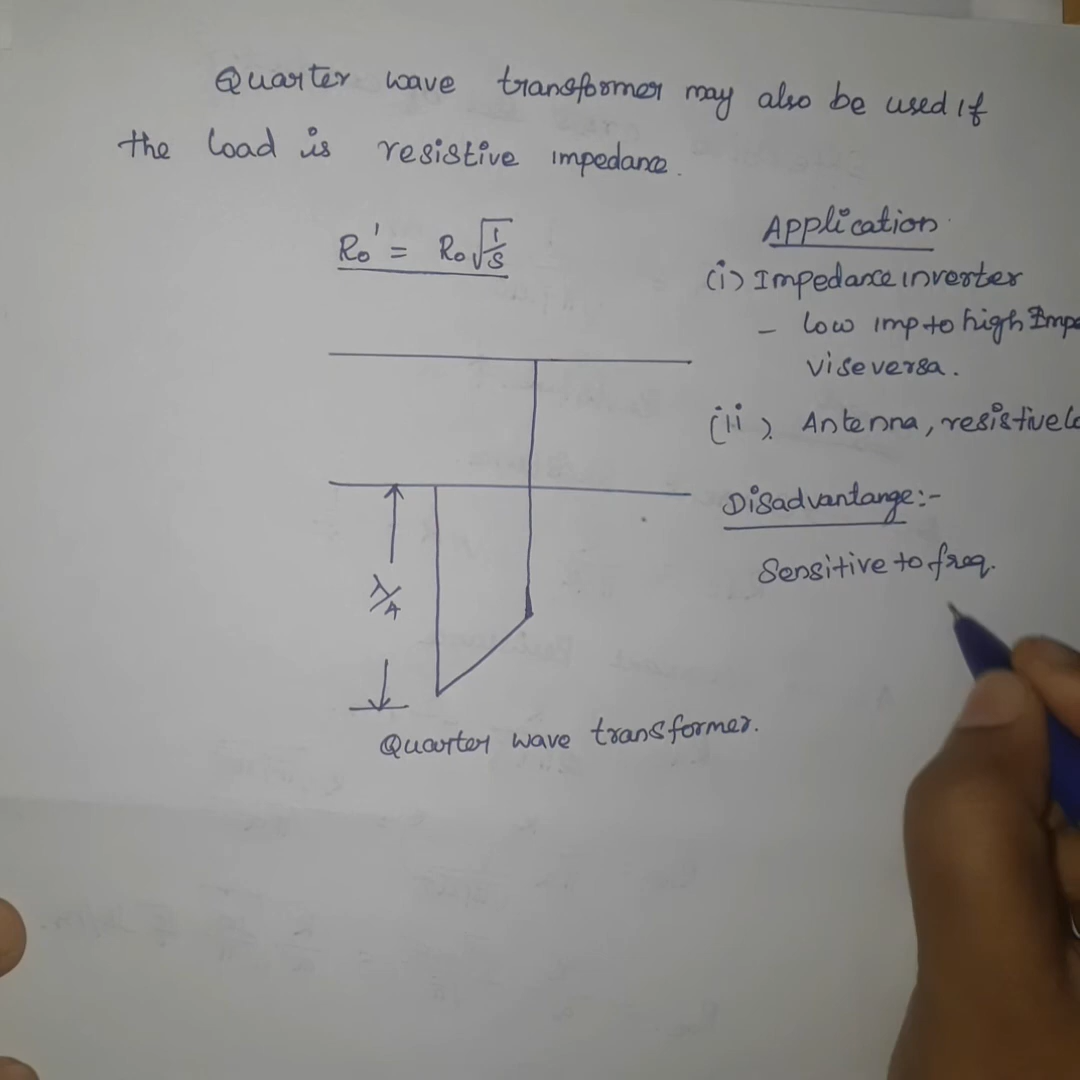 Quarter wave transformer may also be used if
the load is resistive impedance.
Ro' = Ro√1/s
Application
(i) Impedance inverter
- low imp to high Impe
viseversa.
(ii). Antenna, resistive
Disadvantange:-
Sensitive to freq.
λ/4
Quarter wave transformer.